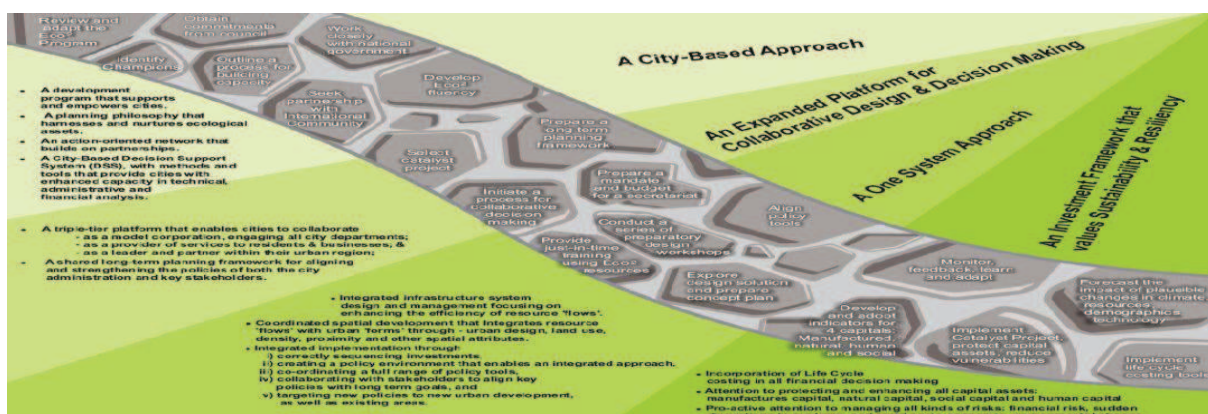 Review and
adapt the
Eco²
Program
Obtain
commitments
from council
Work
closely
with national
government
Identify
Champions
Outline a
process for
building
capacity
Seek
partnership
with
International
Community
Develop
Eco²
fluency
Prepare a
long term
planning
framework
Select
catalyst
project
Initiate a
process for
collaborative
decision
making
Prepare a
mandate
and budget
for a secretariat
Align
policy
tools
Conduct a
series of
preparatory
design
workshops
Provide
just-in-time
training
using Eco²
resources
Explore
design solution
and prepare
concept plan
Monitor,
feedback, learn
and adapt
Develop
and adopt
indicators for
4 capitals:
Manufactured,
natural, human
and social
Forecast the
impact of plausible
changes in climate,
resources,
demographics
technology
Implement
Catalyst Project,
protect capital
assets, reduce
vulnerabilities
Implement
life cycle
costing tools
A City-Based Approach
An Expanded Platform for
Collaborative Design & Decision Making
A One System Approach
An Investment Framework that
values Sustainability & Resiliency
• A development
program that supports
and empowers cities.
• A planning philosophy that
harnesses and nurtures ecological
assets.
• An action-oriented network that
builds on partnerships.
• A City-Based Decision Support
System (DSS), with methods and
tools that provide cities with
enhanced capacity in technical,
administrative and
financial analysis.
• A triple-tier platform that enables cities to collaborate
- as a model corporation, engaging all city departments;
- as a provider of services to residents & businesses, &
- as a leader and partner within their urban region;
• A shared long-term planning framework for aligning
and strengthening the policies of both the city
administration and key stakeholders.
• Integrated infrastructure system
design and management focusing on
enhancing the efficiency of resource 'flows'.
• Coordinated spatial development that integrates resource
'flows' with urban 'forms' through - urban design, land use,
density, proximity and other spatial attributes.
• Integrated implementation through
i) correctly sequencing investments.
ii) creating a policy environment that enables an integrated approach.
iii) co-ordinating a full range of policy tools,
iv) collaborating with stakeholders to align key
policies with long term goals, and
v) targeting new policies to new urban development,
as well as existing areas.
• Incorporation of Life Cycle
costing in all financial decision making
• Attention to protecting and enhancing all capital assets:
manufactures capital, natural capital, social capital and human capital
• Pro-active attention to managing all kinds of risks: financial risk, sudden